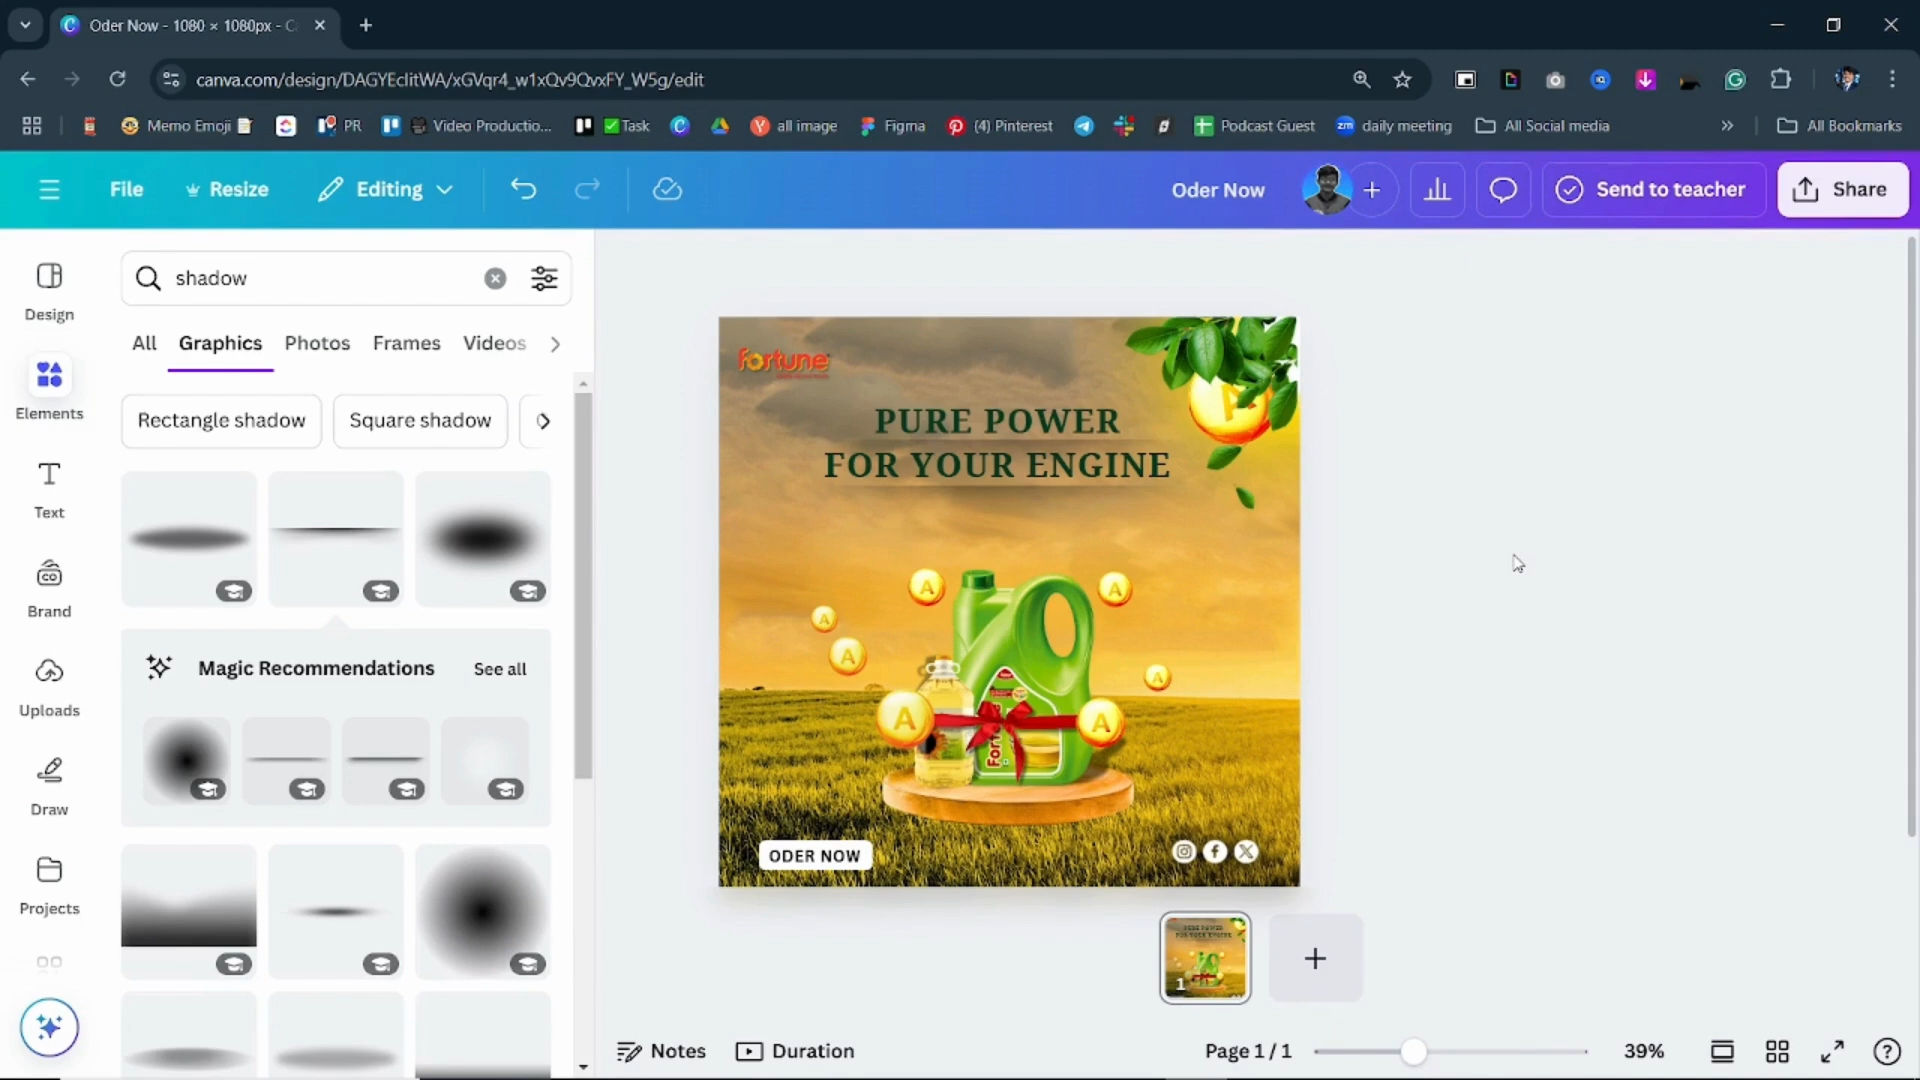 Oder Now - 1080 × 1080px - C
canva.com/design/DAGYEclitWA/xGVqr4_w1xQv9QvxFY_W5g/edit
Memo Emoji
PR
Video Productio...
Task
all image
Figma
(4) Pinterest
Podcast Guest
zm daily meeting
All Social media
All Bookmarks
File
Resize
Editing
Oder Now
Send to teacher
Share
Design
Elements
Text
Brand
Uploads
Draw
Projects
shadow
All
Graphics
Photos
Frames
Videos
Rectangle shadow
Square shadow
Magic Recommendations
See all
fortune
PURE POWER
FOR YOUR ENGINE
A
A
A
A
A
A
A
A
ODER NOW
1
Notes
Duration
Page 1 / 1
39%